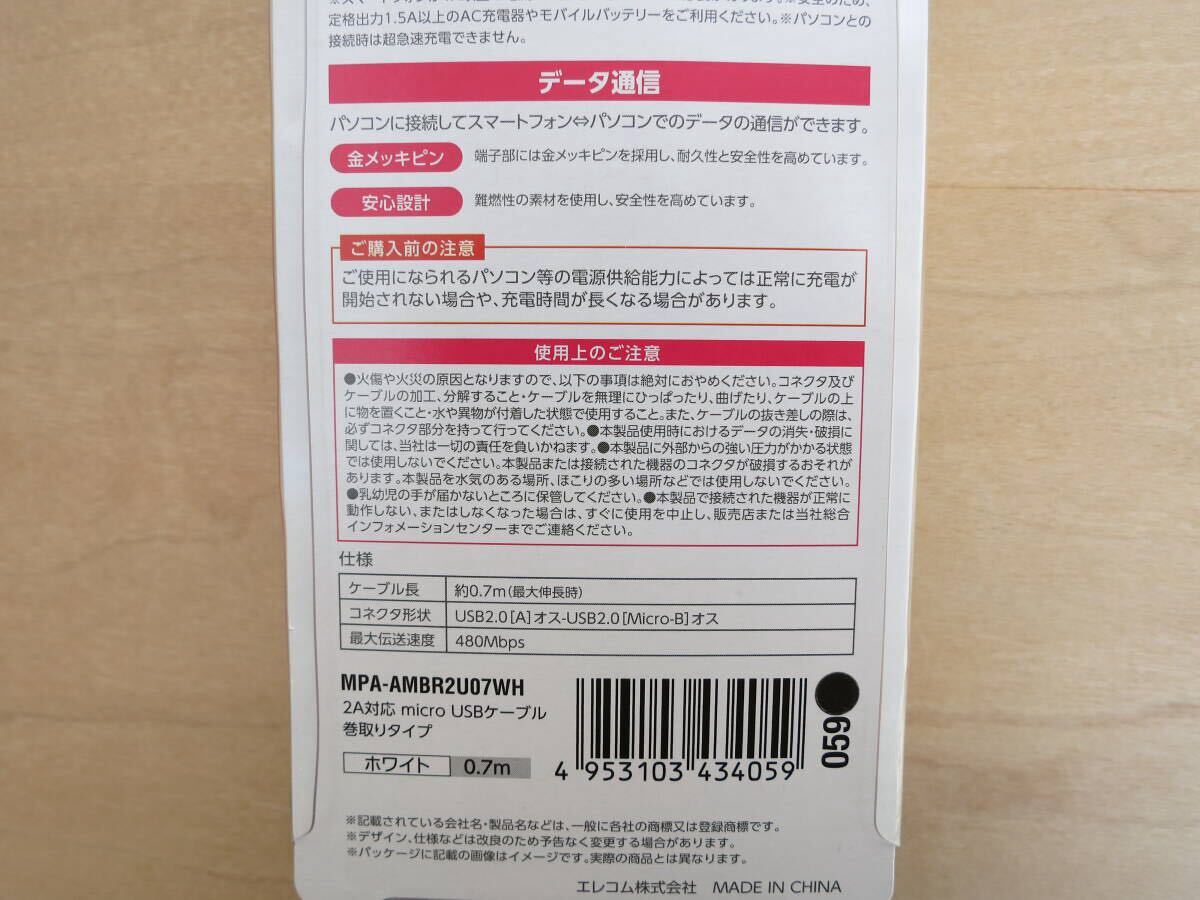 定格出力1.5A以上のAC充電器やモバイルバッテリーをご利用ください。※パソコンとの
接続時は超急速充電できません。
データ通信
パソコンに接続してスマートフォン⇔パソコンでのデータの通信ができます。
金メッキピン 端子部には金メッキピンを採用し、耐久性と安全性を高めています。
安心設計 難燃性の素材を使用し、安全性を高めています。
ご購入前の注意
ご使用になられるパソコン等の電源供給能力によっては正常に充電が
開始されない場合や、充電時間が長くなる場合があります。
使用上のご注意
●火傷や火災の原因となりますので、以下の事項は絶対におやめください。コネクタ及び
ケーブルの加工、分解すること・ケーブルを無理にひっぱったり、曲げたり、ケーブルの上
に物を置くこと・水や異物が付着した状態で使用すること。また、ケーブルの抜き差しの際は、
必ずコネクタ部分を持って行ってください。●本製品使用時におけるデータの消失・破損に
関しては、当社は一切の責任を負いかねます。●本製品に外部からの強い圧力がかかる状態
では使用しないでください。本製品または接続された機器のコネクタが破損するおそれが
あります。本製品を水気のある場所、ほこりの多い場所などでは使用しないでください。
●乳幼児の手が届かないところに保管してください。●本製品で接続された機器が正常に
動作しない、またはしなくなった場合は、すぐに使用を中止し、販売店または当社総合
インフォメーションセンターまでご連絡ください。
仕様
ケーブル長 約0.7m(最大伸長時)
コネクタ形状 USB2.0[A]オス-USB2.0[Micro-B]オス
最大伝送速度 480Mbps
MPA-AMBR2U07WH
2A対応 micro USBケーブル
巻取りタイプ
ホワイト 0.7m
4 953103 434059
059
※記載されている会社名・製品名などは、一般に各社の商標又は登録商標です。
※デザイン、仕様などは改良のため予告なく変更する場合があります。
※パッケージに記載の画像はイメージです。実際の商品とは異なります。
エレコム株式会社 MADE IN CHINA